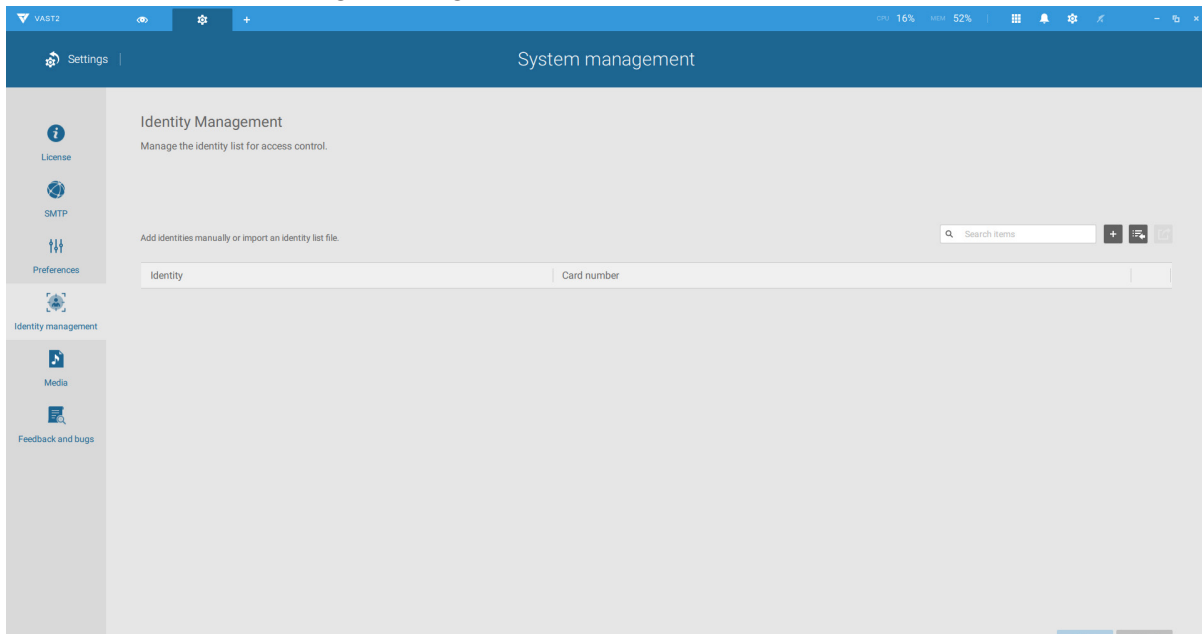 VAST2
CPU 16% MEM 52%
Settings
System management
License
SMTP
Preferences
Identity management
Media
Feedback and bugs
Identity Management
Manage the identity list for access control.
Add identities manually or import an identity list file.
Search items
Identity Card number